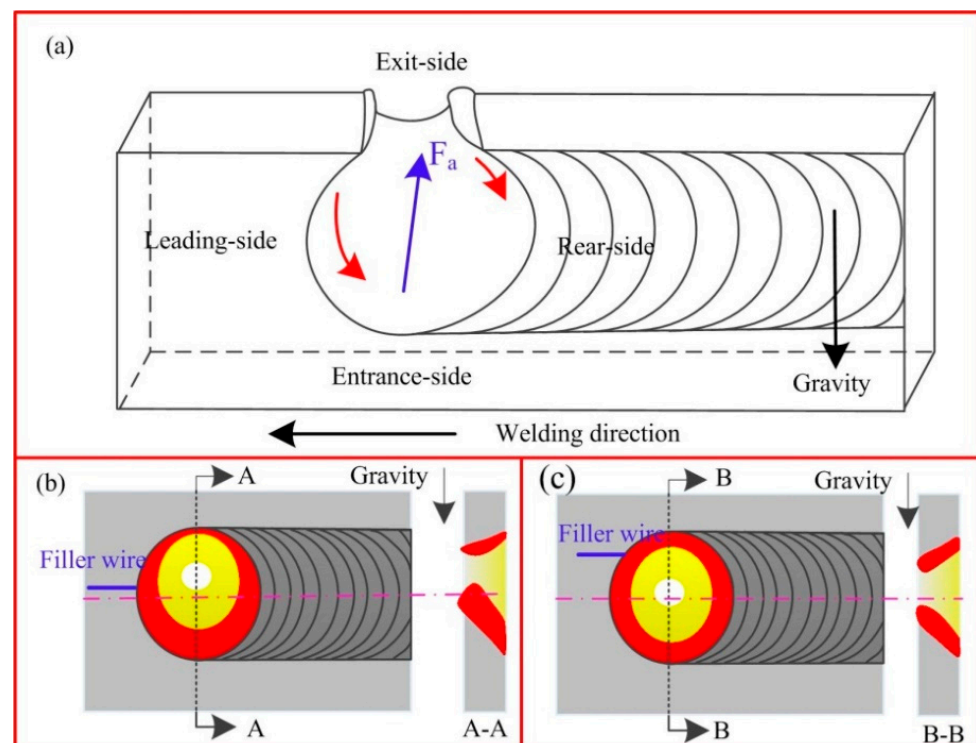 (a)
Exit-side
Fa
Leading-side
Rear-side
Entrance-side
Gravity
Welding direction
(b)
A
Gravity
Filler wire
A
A-A
(c)
B
Gravity
Filler wire
B
B-B